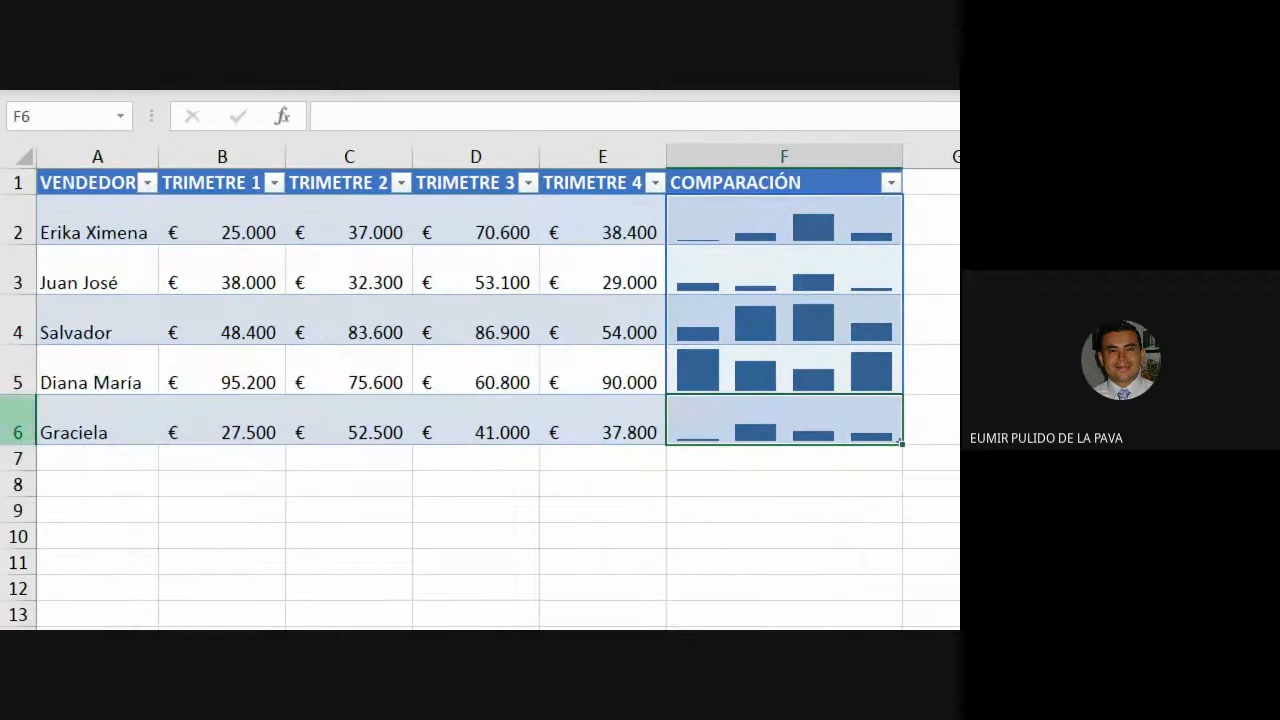 F6
fx
A B C D E F G
1 VENDEDOR TRIMETRE 1 TRIMETRE 2 TRIMETRE 3 TRIMETRE 4 COMPARACIÓN
2 Erika Ximena € 25.000 € 37.000 € 70.600 € 38.400
3 Juan José € 38.000 € 32.300 € 53.100 € 29.000
4 Salvador € 48.400 € 83.600 € 86.900 € 54.000
5 Diana María € 95.200 € 75.600 € 60.800 € 90.000
6 Graciela € 27.500 € 52.500 € 41.000 € 37.800
7
8
9
10
11
12
13
EUMIR PULIDO DE LA PAVA